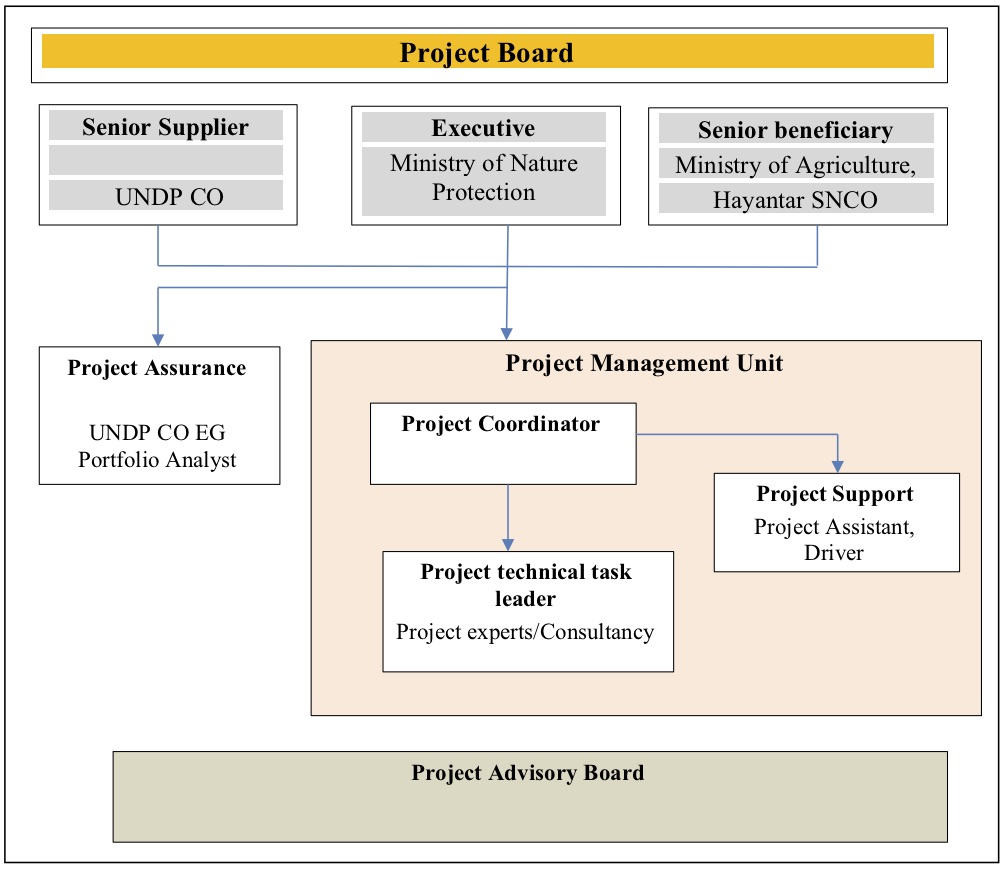 Project Board
Senior Supplier
UNDP CO
Executive
Ministry of Nature
Protection
Senior beneficiary
Ministry of Agriculture,
Hayantar SNCO
Project Assurance
UNDP CO EG
Portfolio Analyst
Project Management Unit
Project Coordinator
Project Support
Project Assistant,
Driver
Project technical task
leader
Project experts/Consultancy
Project Advisory Board